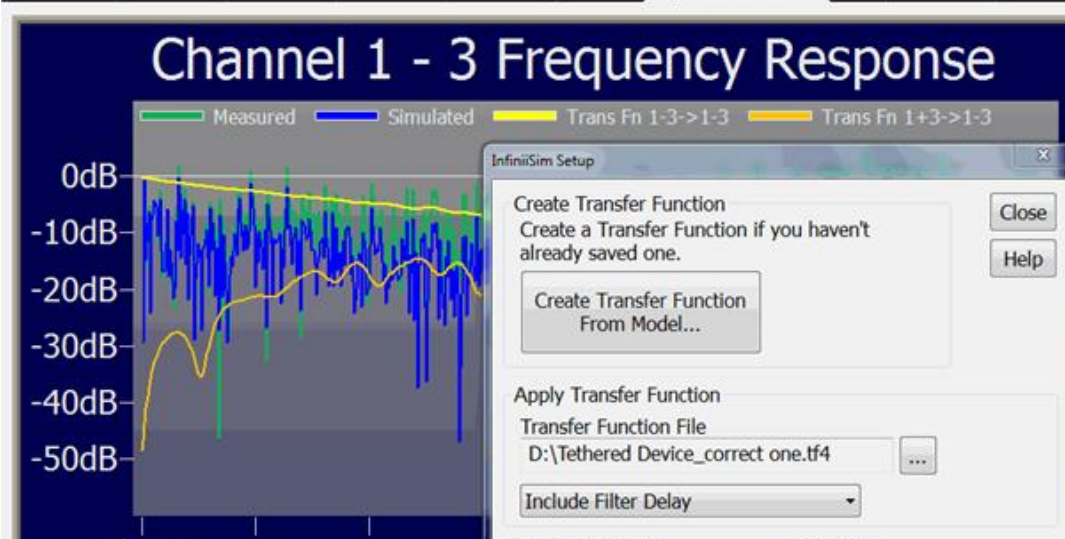 Channel 1 - 3 Frequency Response
Measured Simulated Trans Fn 1-3->1-3 Trans Fn 1+3->1-3
0dB
-10dB
-20dB
-30dB
-40dB
-50dB
InfiniiSim Setup
x
Create Transfer Function
Create a Transfer Function if you haven't
already saved one.
Create Transfer Function
From Model...
Close
Help
Apply Transfer Function
Transfer Function File
D:\Tethered Device_correct one.tf4
...
Include Filter Delay